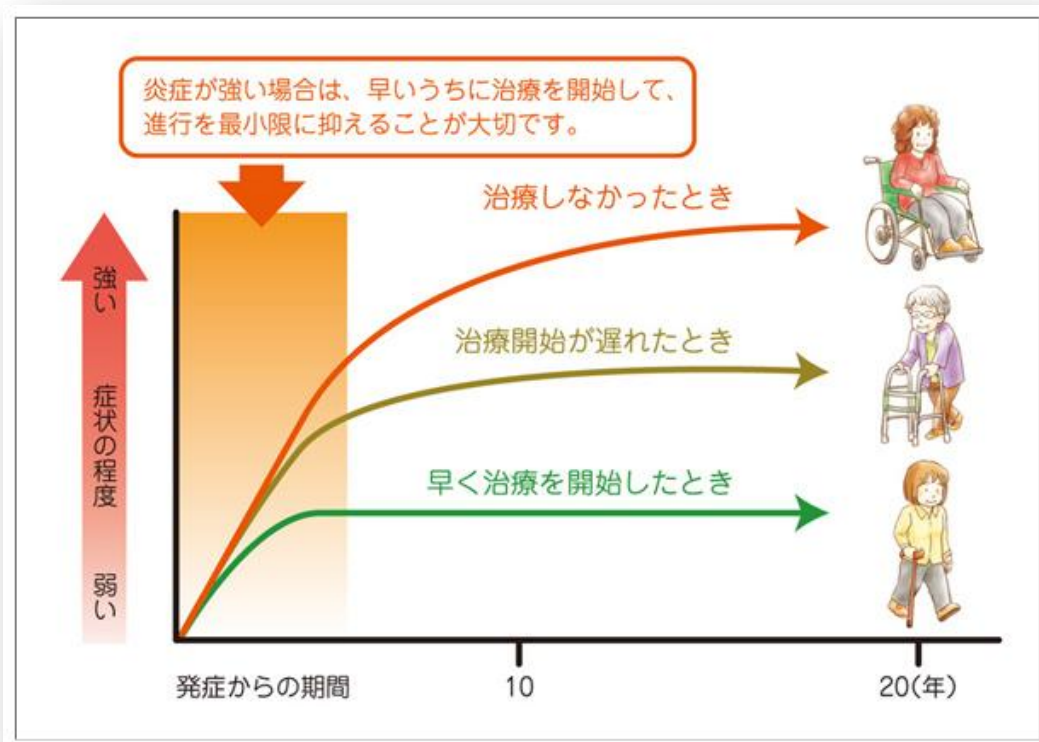 炎症が強い場合は、早いうちに治療を開始して、
進行を最小限に抑えることが大切です。
治療しなかったとき
治療開始が遅れたとき
早く治療を開始したとき
強い
症状の程度
弱い
発症からの期間
10
20(年)